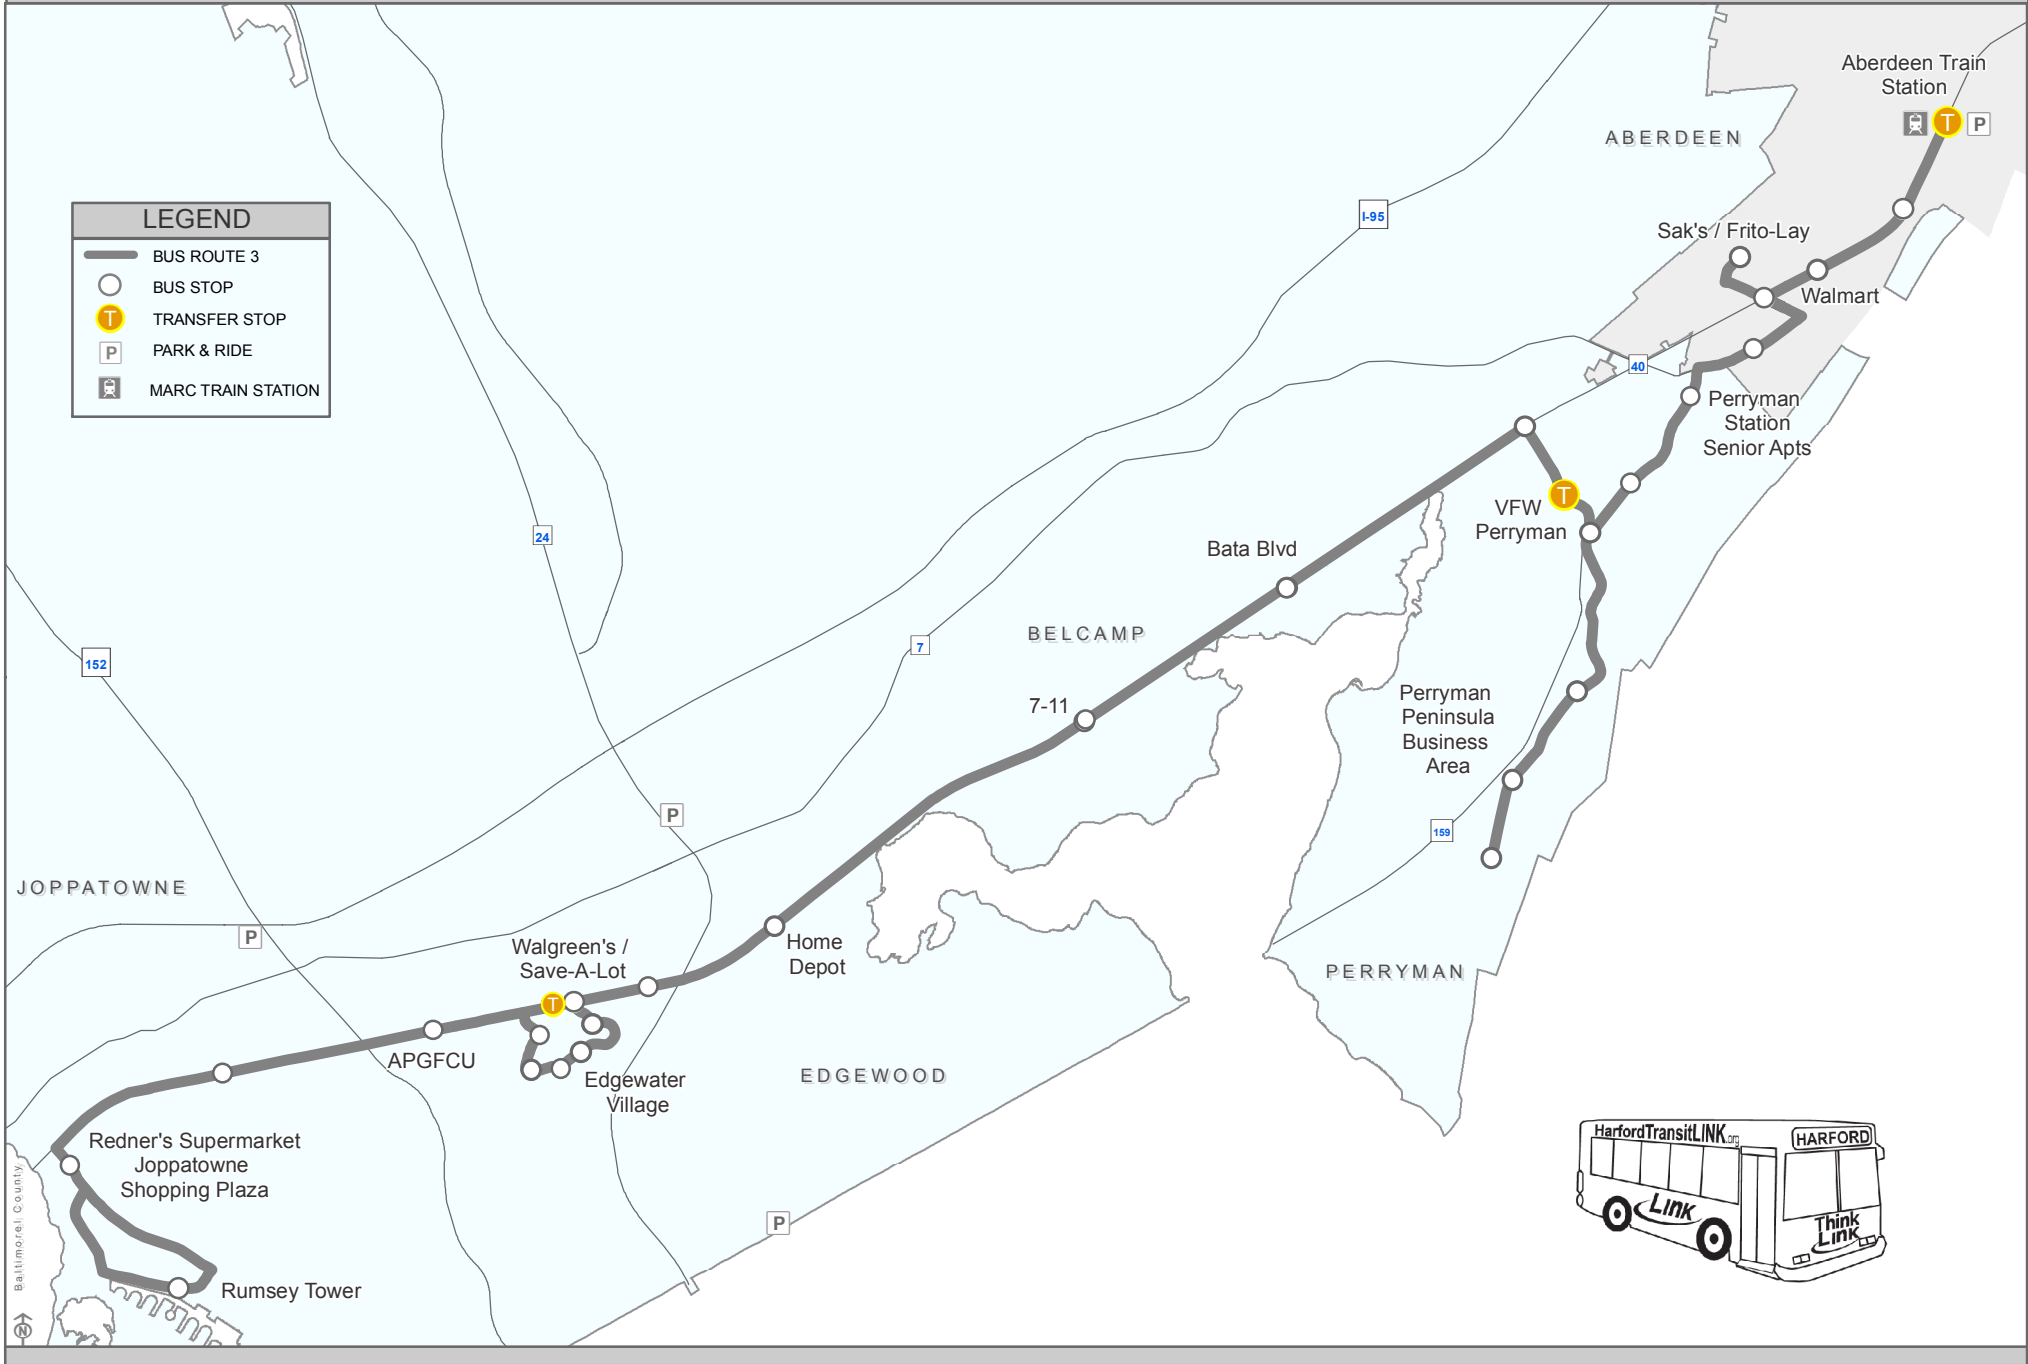 Aberdeen Train
Station
T
P
ABERDEEN
I-95
LEGEND
BUS ROUTE 3
BUS STOP
T
TRANSFER STOP
P
PARK & RIDE
MARC TRAIN STATION
Sak's / Frito-Lay
Walmart
40
Perryman
Station
Senior Apts
T
VFW
Perryman
24
Bata Blvd
BELCAMP
7
152
7-11
Perryman
Peninsula
Business
Area
P
159
JOPPATOWNE
P
Walgreen's /
Save-A-Lot
T
Home
Depot
PERRYMAN
APGFCU
Edgewater
Village
EDGEWOOD
Redner's Supermarket
Joppatowne
Shopping Plaza
P
Rumsey Tower
N
HarfordTransitLINK.org
HARFORD
Link
Think
Link